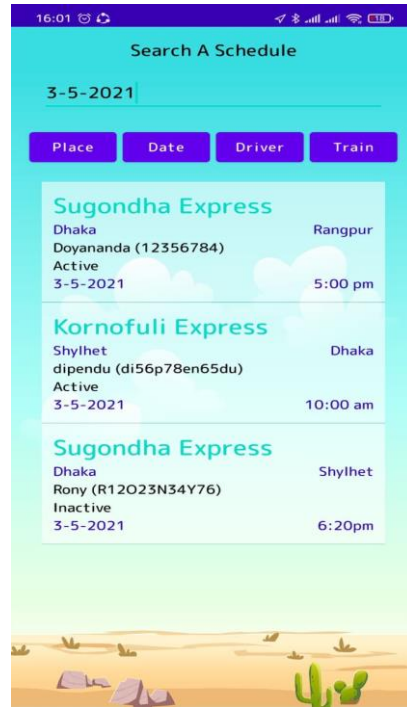 16:01
18
Search A Schedule
3-5-2021
Place Date Driver Train
Sugondha Express
Dhaka Rangpur
Doyananda (12356784)
Active
3-5-2021 5:00 pm
Kornofuli Express
Shylhet Dhaka
dipendu (di56p78en65du)
Active
3-5-2021 10:00 am
Sugondha Express
Dhaka Shylhet
Rony (R12O23N34Y76)
Inactive
3-5-2021 6:20pm